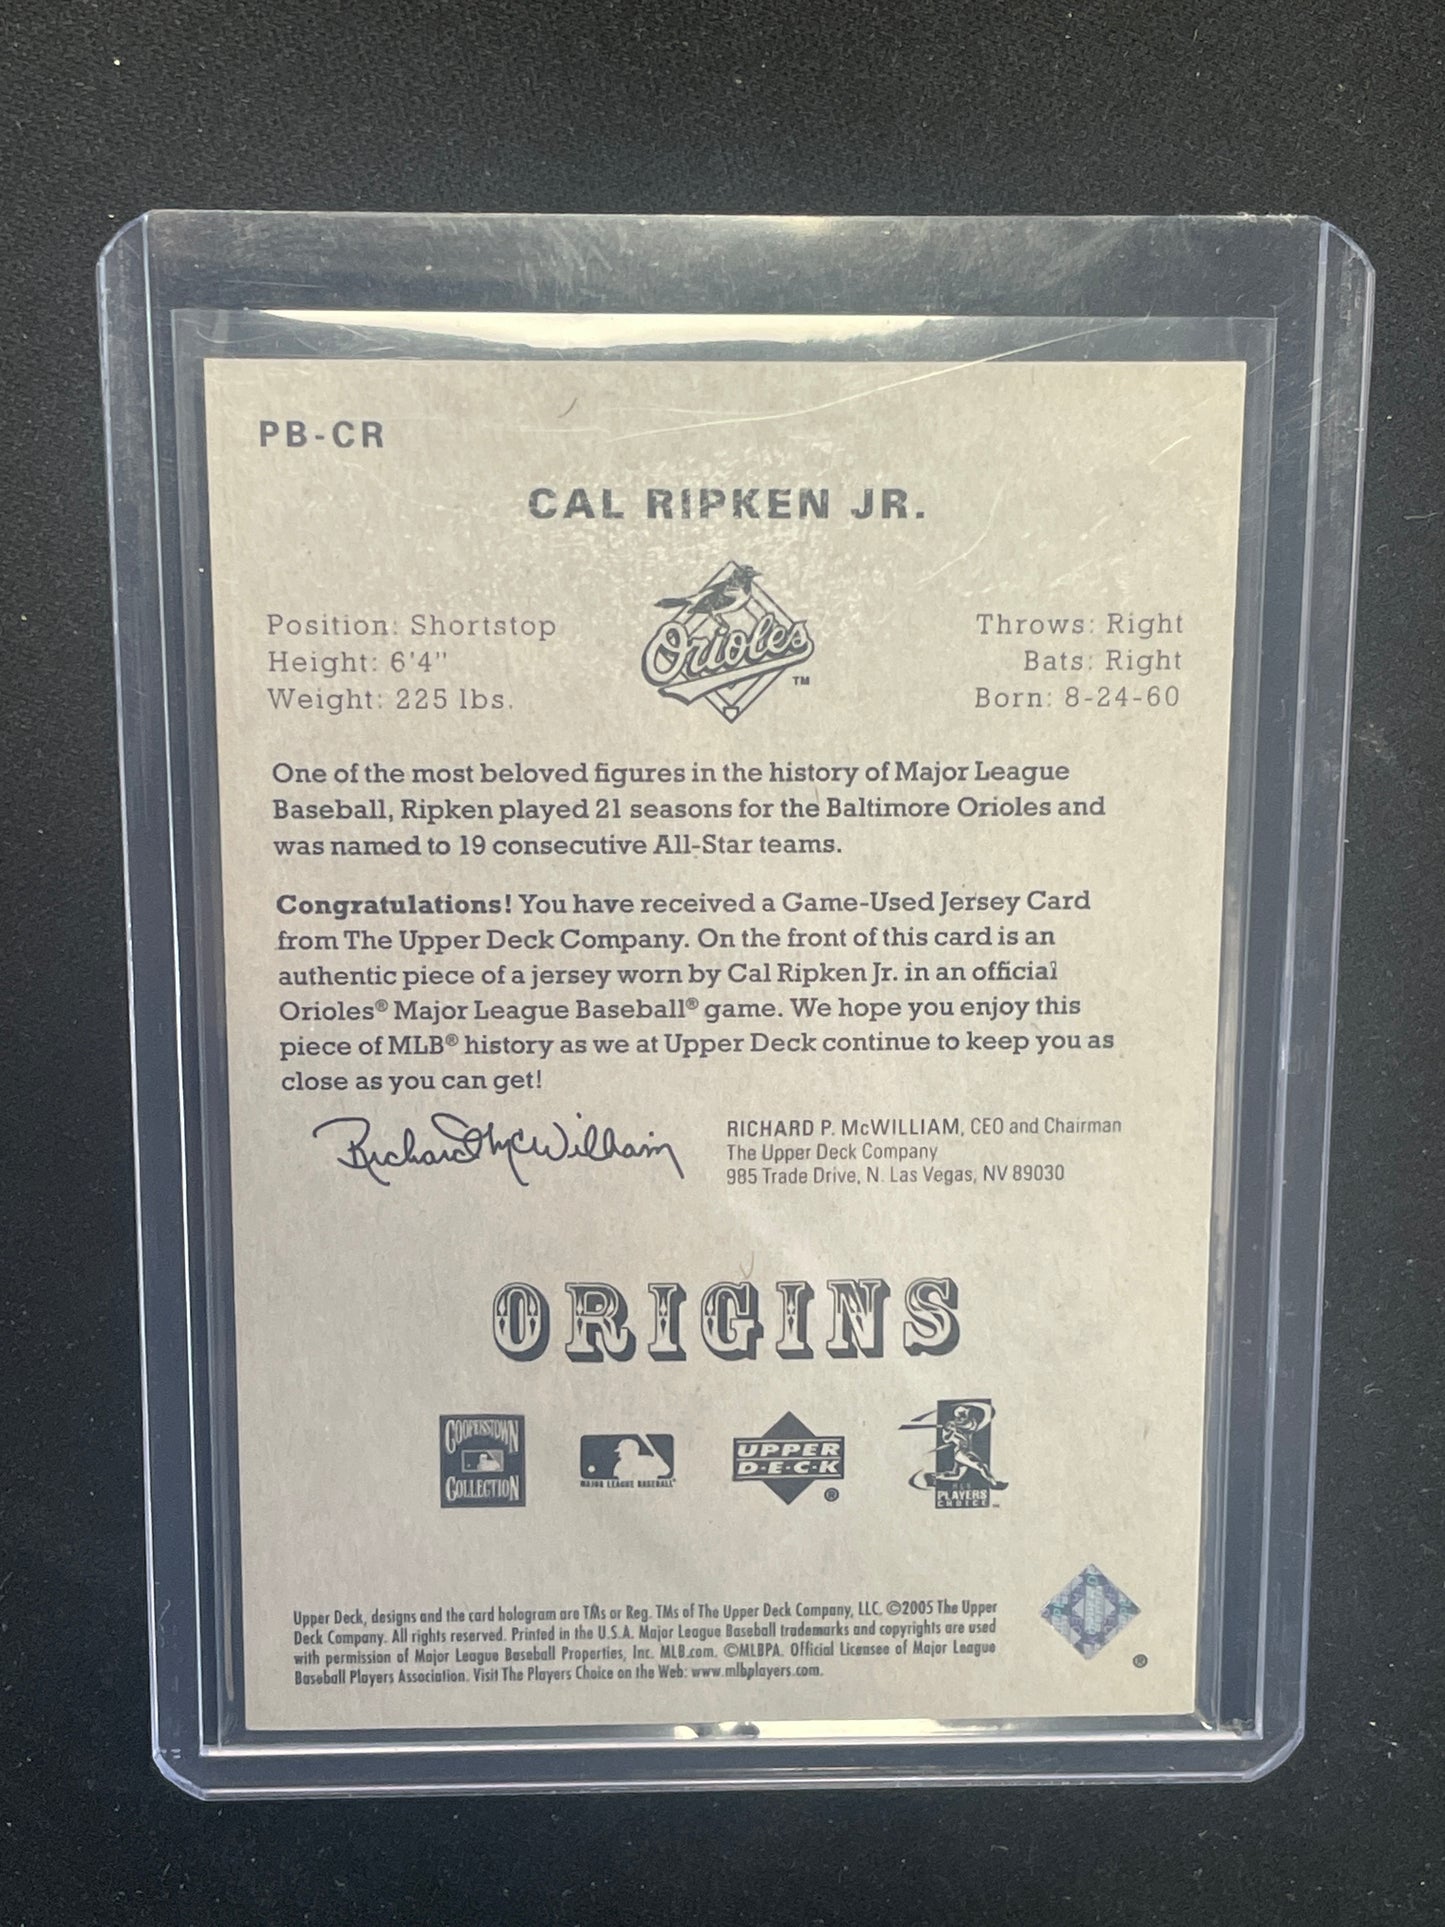 PB-CR
CAL RIPKEN JR.
Position: Shortstop
Height: 6'4"
Weight: 225 lbs.
Orioles
TM
Throws: Right
Bats: Right
Born: 8-24-60
One of the most beloved figures in the history of Major League
Baseball, Ripken played 21 seasons for the Baltimore Orioles and
was named to 19 consecutive All-Star teams.
Congratulations! You have received a Game-Used Jersey Card
from The Upper Deck Company. On the front of this card is an
authentic piece of a jersey worn by Cal Ripken Jr. in an official
Orioles® Major League Baseball® game. We hope you enjoy this
piece of MLB® history as we at Upper Deck continue to keep you as
close as you can get!
Richard McWilliam
RICHARD P. McWILLIAM, CEO and Chairman
The Upper Deck Company
985 Trade Drive, N. Las Vegas, NV 89030
ORIGINS
COOPERSTOWN
COLLECTION
MAJOR LEAGUE BASEBALL
UPPER
D·E·C·K
®
PLAYERS
CHOICE
Upper Deck, designs and the card hologram are TMs or Reg. TMs of The Upper Deck Company, LLC. ©2005 The Upper
Deck Company. All rights reserved. Printed in the U.S.A. Major League Baseball trademarks and copyrights are used
with permission of Major League Baseball Properties, Inc. MLB.com. ©MLBPA. Official Licensee of Major League
Baseball Players Association. Visit The Players Choice on the Web: www.mlbplayers.com.
®